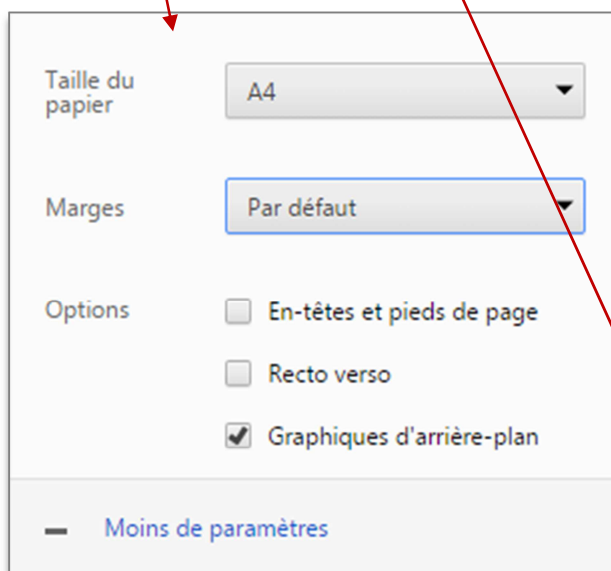 Taille du
papier
A4
Marges
Par défaut
Options
En-têtes et pieds de page
Recto verso
Graphiques d'arrière-plan
Moins de paramètres